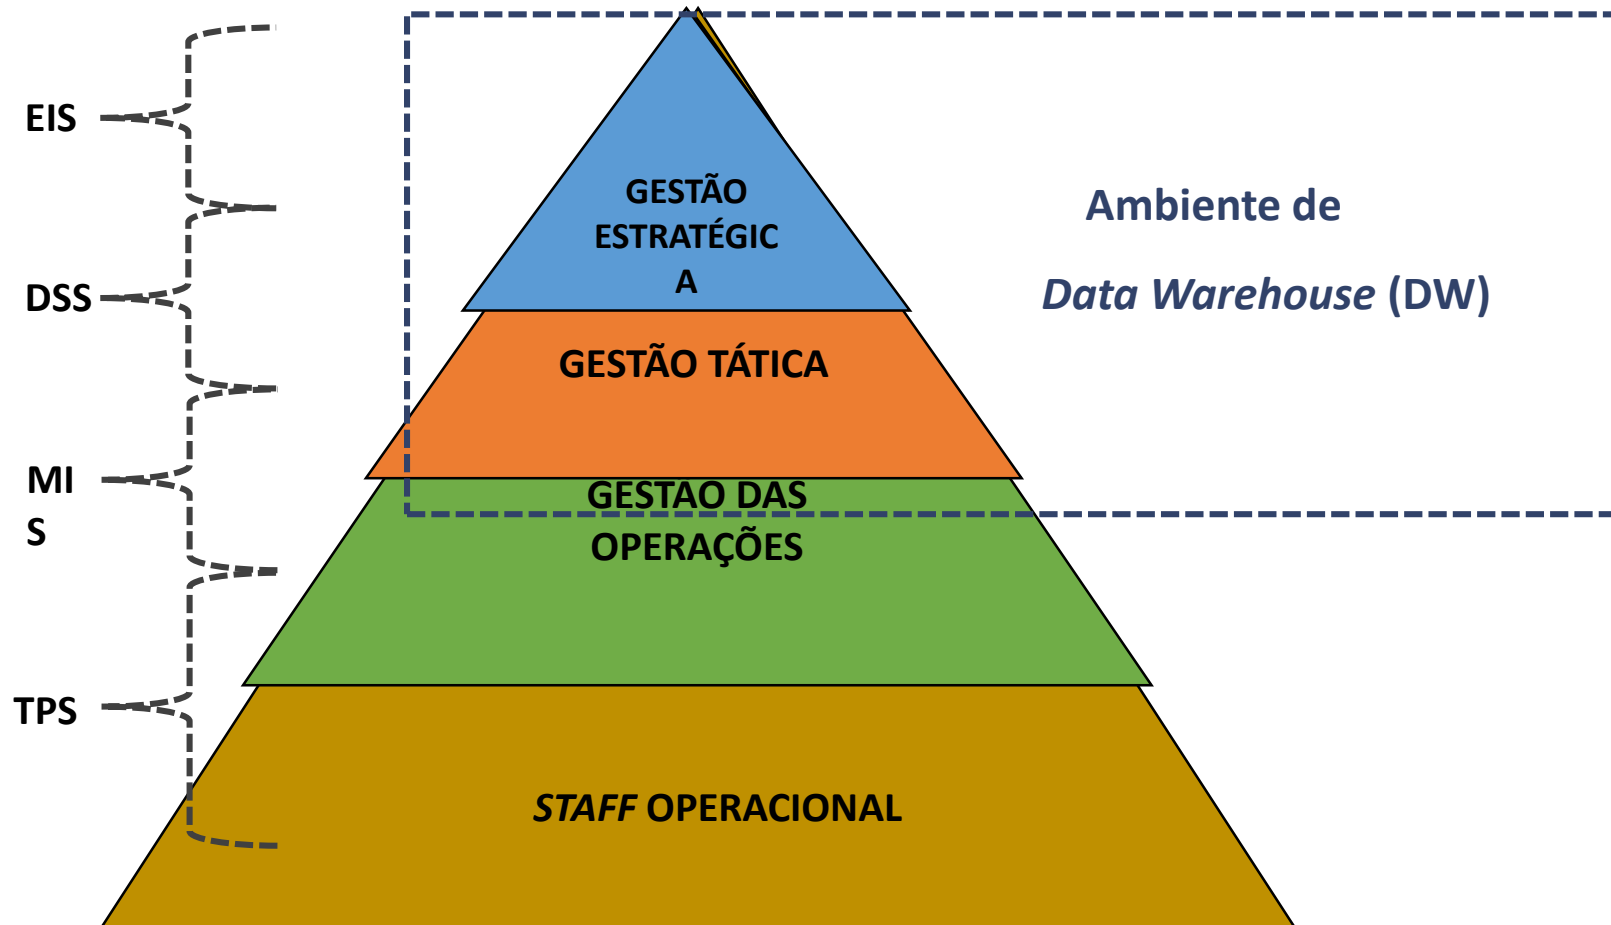 EIS
GESTÃO
ESTRATÉGIC
A
Ambiente de
Data Warehouse (DW)
DSS
GESTÃO TÁTICA
MI
S
GESTAO DAS
OPERAÇÕES
TPS
STAFF OPERACIONAL